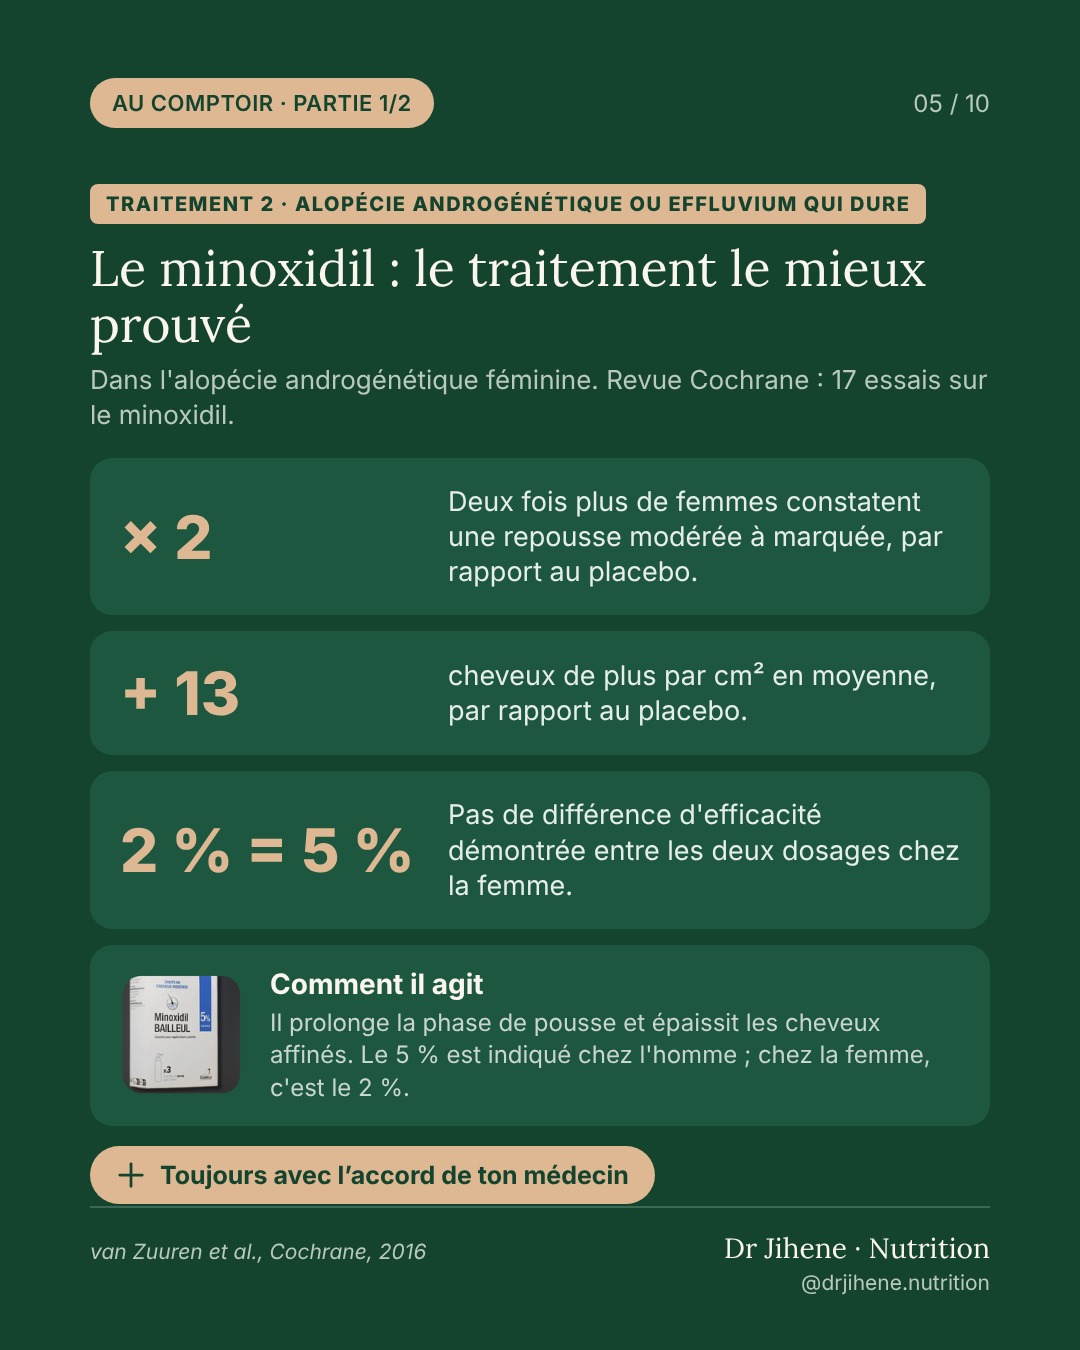 AU COMPTOIR · PARTIE 1/2
05 / 10
TRAITEMENT 2 · ALOPÉCIE ANDROGÉNÉTIQUE OU EFFLUVIUM QUI DURE
Le minoxidil : le traitement le mieux
prouvé
Dans l'alopécie androgénétique féminine. Revue Cochrane : 17 essais sur
le minoxidil.
× 2
Deux fois plus de femmes constatent
une repousse modérée à marquée, par
rapport au placebo.
+ 13
cheveux de plus par cm² en moyenne,
par rapport au placebo.
2 % = 5 %
Pas de différence d'efficacité
démontrée entre les deux dosages chez
la femme.
Minoxidil
BAILLEUL
5%
x3
Comment il agit
Il prolonge la phase de pousse et épaissit les cheveux
affinés. Le 5 % est indiqué chez l'homme ; chez la femme,
c'est le 2 %.
Toujours avec l’accord de ton médecin
van Zuuren et al., Cochrane, 2016
Dr Jihene · Nutrition
@drjihene.nutrition